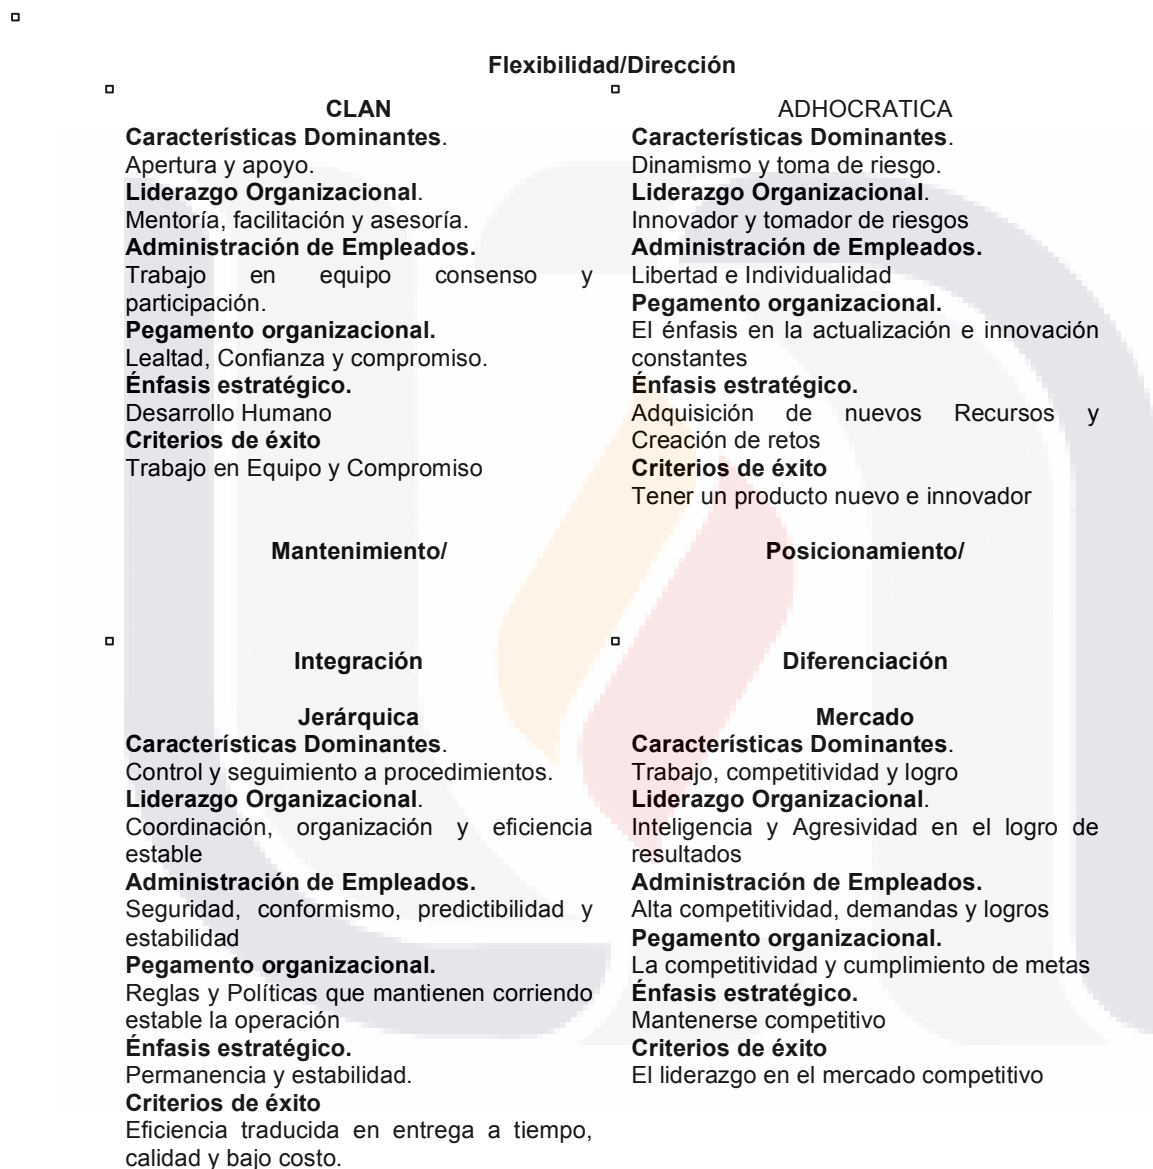 Flexibilidad/Dirección
CLAN
Características Dominantes.
Apertura y apoyo.
Liderazgo Organizacional.
Mentoría, facilitación y asesoría.
Administración de Empleados.
Trabajo en equipo consenso y
participación.
Pegamento organizacional.
Lealtad, Confianza y compromiso.
Énfasis estratégico.
Desarrollo Humano
Criterios de éxito
Trabajo en Equipo y Compromiso
Mantenimiento/
ADHOCRATICA
Características Dominantes.
Dinamismo y toma de riesgo.
Liderazgo Organizacional.
Innovador y tomador de riesgos
Administración de Empleados.
Libertad e Individualidad
Pegamento organizacional.
El énfasis en la actualización e innovación
constantes
Énfasis estratégico.
Adquisición de nuevos Recursos y
Creación de retos
Criterios de éxito
Tener un producto nuevo e innovador
Posicionamiento/
Integración
Jerárquica
Características Dominantes.
Control y seguimiento a procedimientos.
Liderazgo Organizacional.
Coordinación, organización y eficiencia
estable
Administración de Empleados.
Seguridad, conformismo, predictibilidad y
estabilidad
Pegamento organizacional.
Reglas y Políticas que mantienen corriendo
estable la operación
Énfasis estratégico.
Permanencia y estabilidad.
Criterios de éxito
Eficiencia traducida en entrega a tiempo,
calidad y bajo costo.
Diferenciación
Mercado
Características Dominantes.
Trabajo, competitividad y logro
Liderazgo Organizacional.
Inteligencia y Agresividad en el logro de
resultados
Administración de Empleados.
Alta competitividad, demandas y logros
Pegamento organizacional.
La competitividad y cumplimiento de metas
Énfasis estratégico.
Mantenerse competitivo
Criterios de éxito
El liderazgo en el mercado competitivo